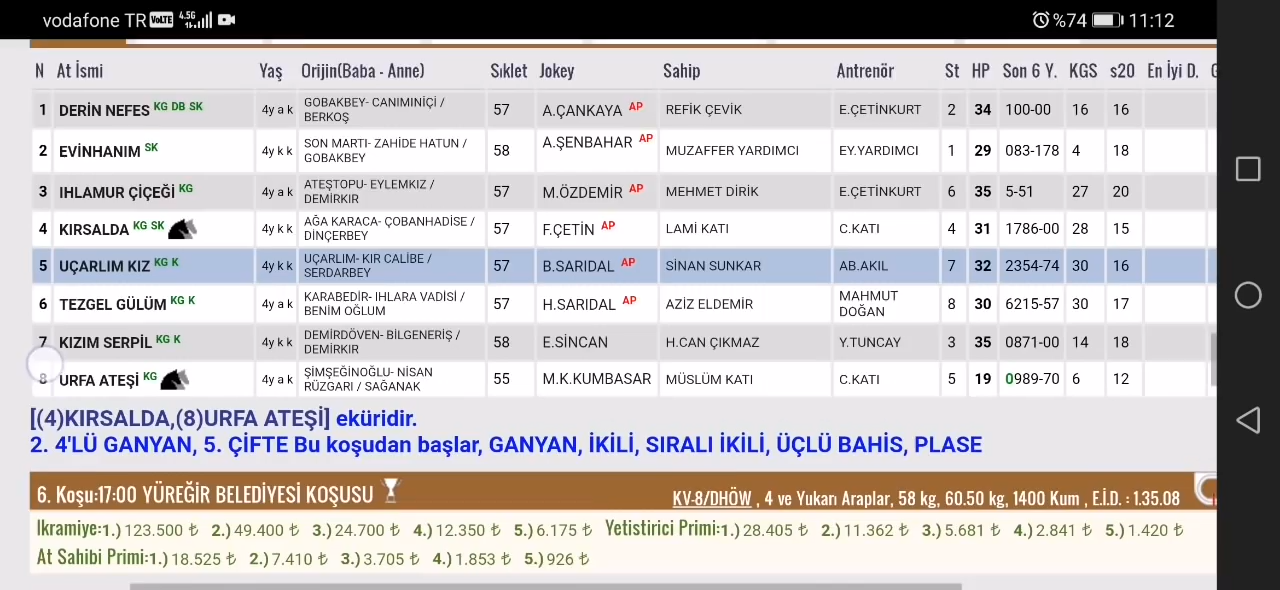 vodafone TR VoLTE 4.5G %74 11:12
N At İsmi Yaş Orijin(Baba - Anne) Sıklet Jokey Sahip Antrenör St HP Son 6 Y. KGS s20 En İyi D.
1 DERİN NEFES KG DB SK 4y a k GOBAKBEY- CANIMINİÇİ / BERKOŞ 57 A.ÇANKAYA AP REFİK ÇEVİK E.ÇETİNKURT 2 34 100-00 16 16
2 EVİNHANIM SK 4y k k SON MARTI- ZAHİDE HATUN / GOBAKBEY 58 A.ŞENBAHAR AP MUZAFFER YARDIMCI EY.YARDIMCI 1 29 083-178 4 18
3 IHLAMUR ÇİÇEĞİ KG 4y a k ATEŞTOPU- EYLEMKIZ / DEMİRKIR 57 M.ÖZDEMİR AP MEHMET DİRİK E.ÇETİNKURT 6 35 5-51 27 20
4 KIRSALDA KG SK 4y k k AĞA KARACA- ÇOBANHADİSE / DİNÇERBEY 57 F.ÇETİN AP LAMİ KATI C.KATI 4 31 1786-00 28 15
5 UÇARLIM KIZ KG K 4y k k UÇARLIM- KIR CALİBE / SERDARBEY 57 B.SARIDAL AP SİNAN SUNKAR AB.AKIL 7 32 2354-74 30 16
6 TEZGEL GÜLÜM KG K 4y a k KARABEDİR- IHLARA VADİSİ / BENİM OĞLUM 57 H.SARIDAL AP AZİZ ELDEMİR MAHMUT DOĞAN 8 30 6215-57 30 17
7 KIZIM SERPİL KG K 4y k k DEMİRDÖVEN- BİLGENERİŞ / DEMİRKIR 58 E.SİNCAN H.CAN ÇIKMAZ Y.TUNCAY 3 35 0871-00 14 18
8 URFA ATEŞİ KG 4y a k ŞİMŞEĞİNOĞLU- NİSAN RÜZGARI / SAĞANAK 55 M.K.KUMBASAR MÜSLÜM KATI C.KATI 5 19 0989-70 6 12
[(4)KIRSALDA,(8)URFA ATEŞİ] eküridir.
2. 4'LÜ GANYAN, 5. ÇİFTE Bu koşudan başlar, GANYAN, İKİLİ, SIRALI İKİLİ, ÜÇLÜ BAHİS, PLASE
6. Koşu:17:00 YÜREĞİR BELEDİYESİ KOŞUSU KV-8/DHÖW , 4 ve Yukarı Araplar, 58 kg, 60.50 kg, 1400 Kum , E.İ.D. : 1.35.08
Ikramiye:1.) 123.500 ₺ 2.) 49.400 ₺ 3.) 24.700 ₺ 4.) 12.350 ₺ 5.) 6.175 ₺ Yetistirici Primi:1.) 28.405 ₺ 2.) 11.362 ₺ 3.) 5.681 ₺ 4.) 2.841 ₺ 5.) 1.420 ₺
At Sahibi Primi:1.) 18.525 ₺ 2.) 7.410 ₺ 3.) 3.705 ₺ 4.) 1.853 ₺ 5.) 926 ₺